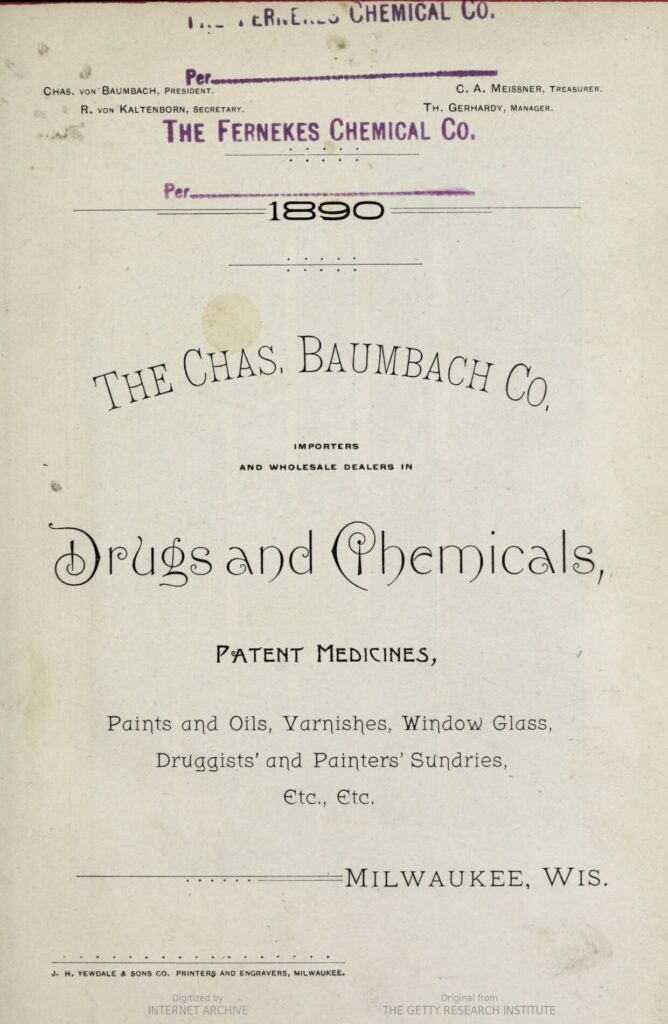 THE FERNEKES CHEMICAL CO.
Per
CHAS. VON BAUMBACH, PRESIDENT.
C. A. MEISSNER, TREASURER.
R. VON KALTENBORN, SECRETARY.
TH. GERHARDY, MANAGER.
THE FERNEKES CHEMICAL CO.
Per
1890
THE CHAS. BAUMBACH CO.
IMPORTERS
AND WHOLESALE DEALERS IN
Drugs and Chemicals,
PATENT MEDICINES,
Paints and Oils, Varnishes, Window Glass,
Druggists' and Painters' Sundries,
Etc., Etc.
MILWAUKEE, WIS.
J. H. YEWDALE & SONS CO. PRINTERS AND ENGRAVERS, MILWAUKEE.
Digitized by
INTERNET ARCHIVE
Original from
THE GETTY RESEARCH INSTITUTE